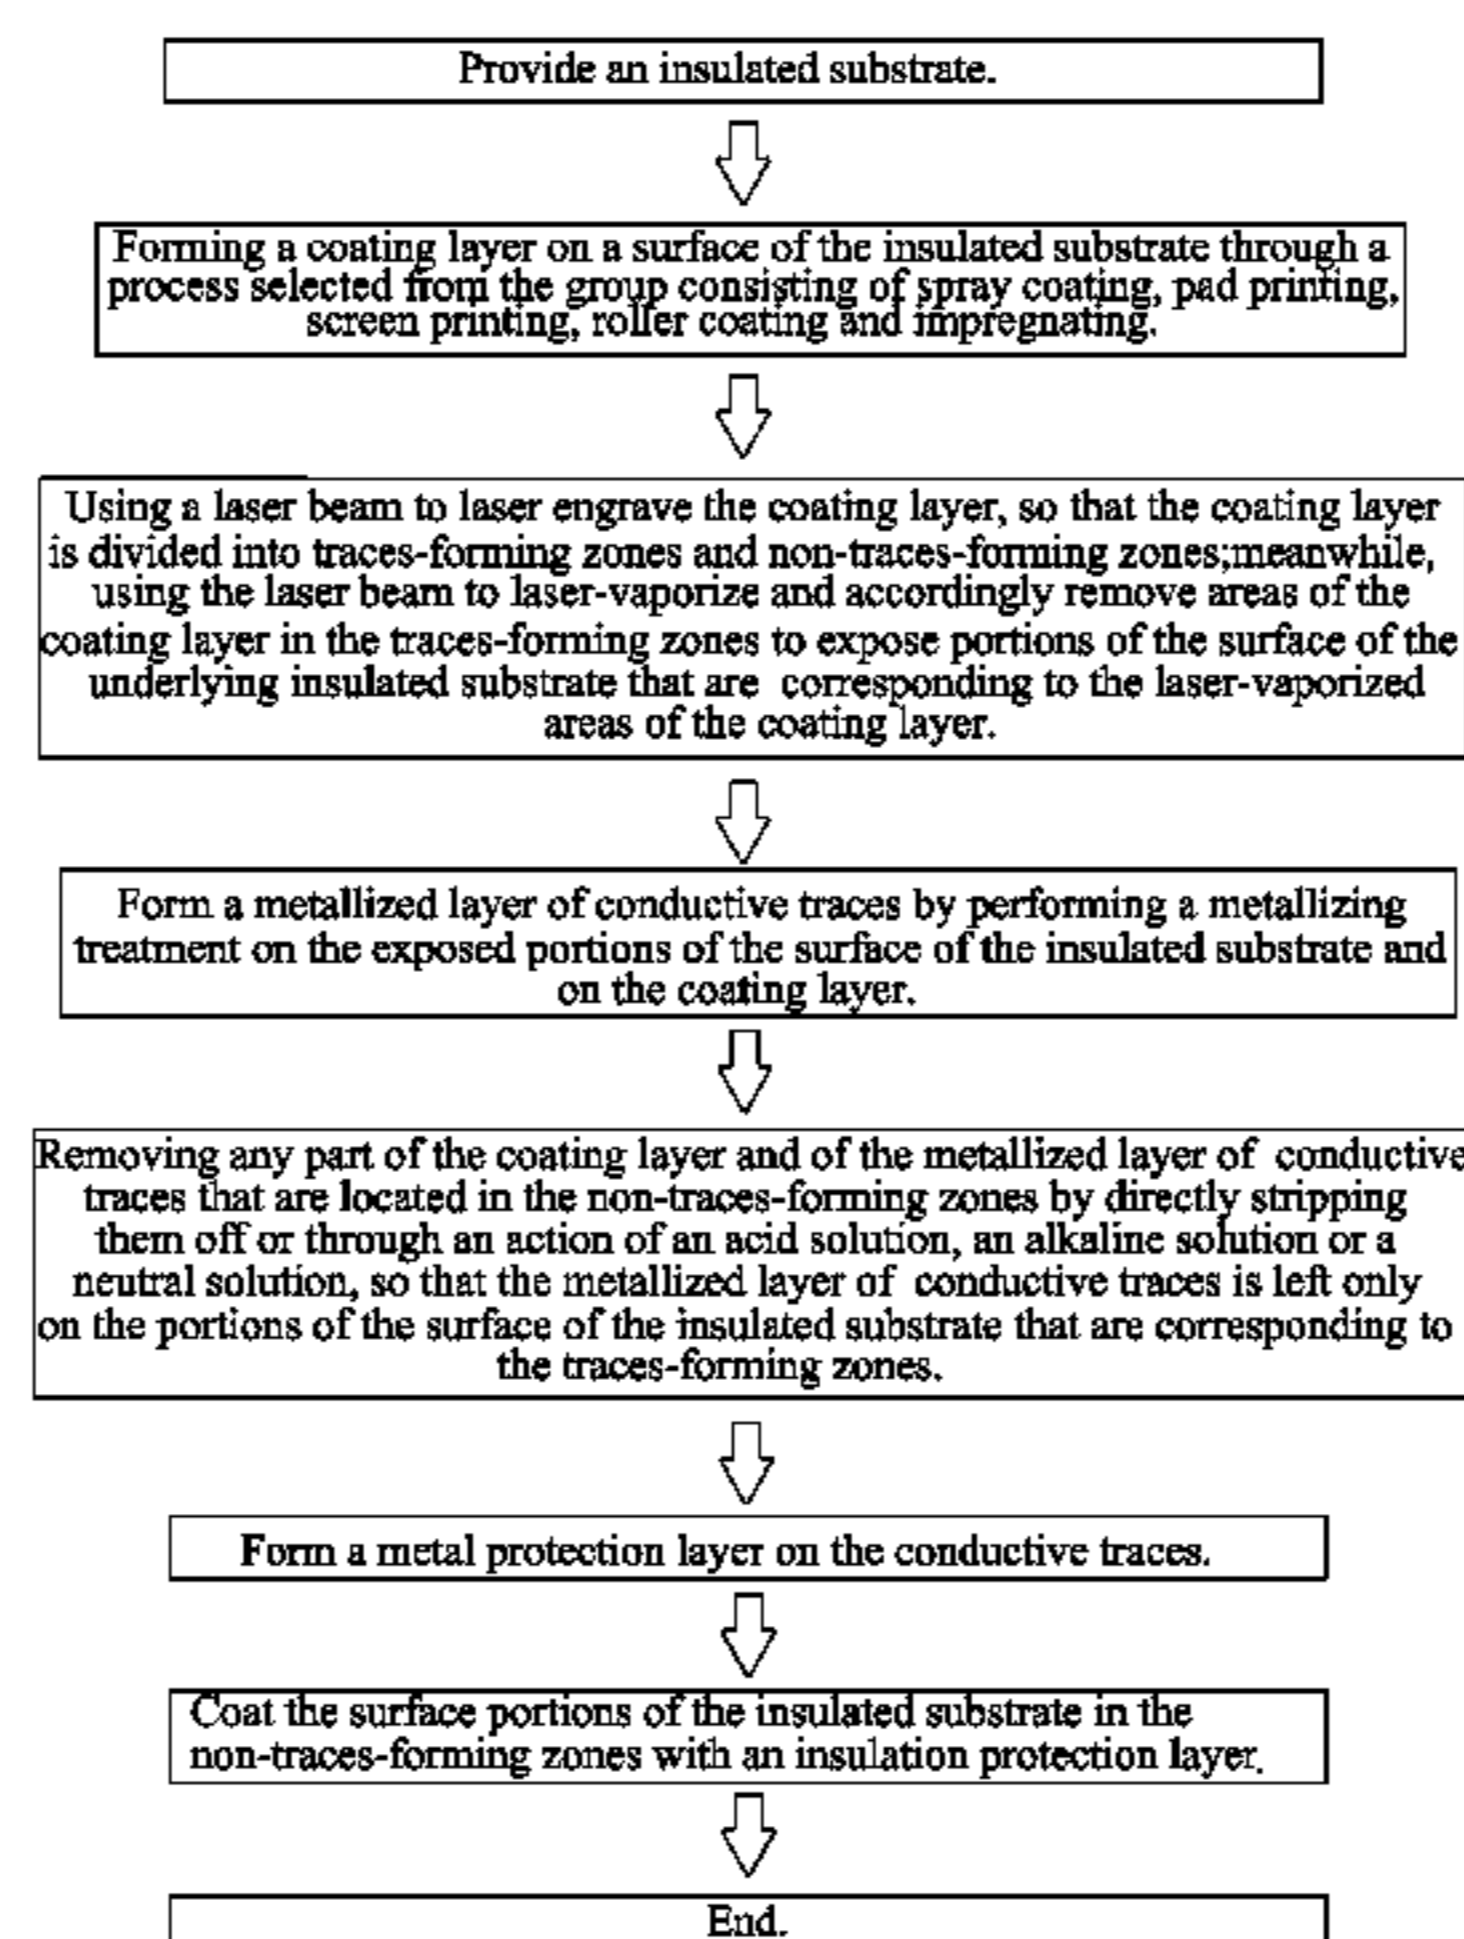 Provide an insulated substrate.
Forming a coating layer on a surface of the insulated substrate through a
process selected from the group consisting of spray coating, pad printing,
screen printing, roller coating and impregnating.
Using a laser beam to laser engrave the coating layer, so that the coating layer
is divided into traces-forming zones and non-traces-forming zones;meanwhile,
using the laser beam to laser-vaporize and accordingly remove areas of the
coating layer in the traces-forming zones to expose portions of the surface of the
underlying insulated substrate that are corresponding to the laser-vaporized
areas of the coating layer.
Form a metallized layer of conductive traces by performing a metallizing
treatment on the exposed portions of the surface of the insulated substrate and
on the coating layer.
Removing any part of the coating layer and of the metallized layer of conductive
traces that are located in the non-traces-forming zones by directly stripping
them off or through an action of an acid solution, an alkaline solution or a
neutral solution, so that the metallized layer of conductive traces is left only
on the portions of the surface of the insulated substrate that are corresponding to
the traces-forming zones.
Form a metal protection layer on the conductive traces.
Coat the surface portions of the insulated substrate in the
non-traces-forming zones with an insulation protection layer.
End.